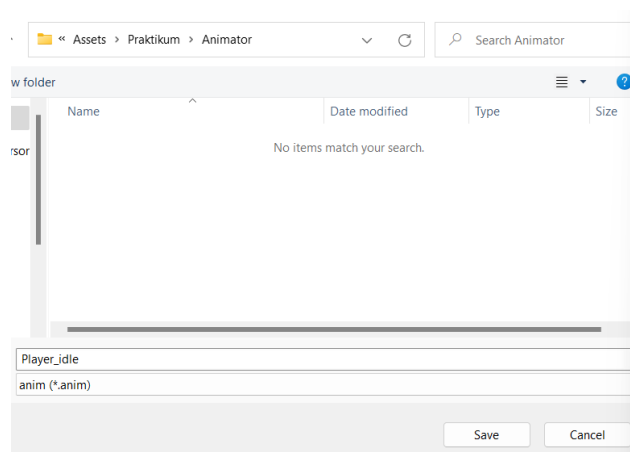 « Assets > Praktikum > Animator
Search Animator
w folder
Name
Date modified
Type
Size
rsor
No items match your search.
Player_idle
anim (*.anim)
Save
Cancel